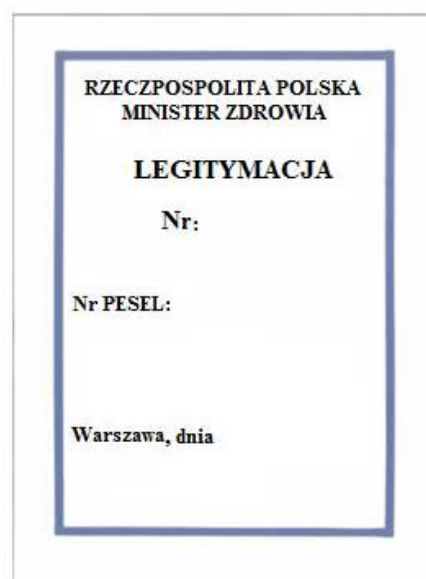 RZECZPOSPOLITA POLSKA
MINISTER ZDROWIA
LEGITYMACJA
Nr:
Nr PESEL:
Warszawa, dnia